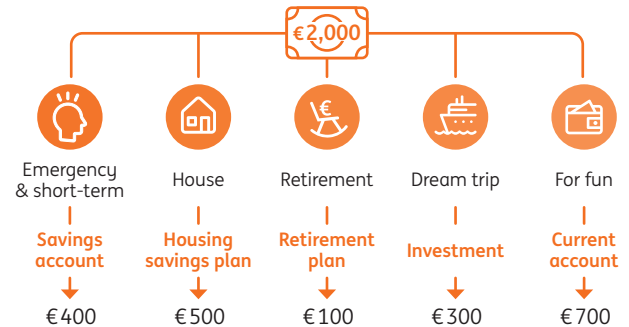 €2,000
Emergency
& short-term
House
Retirement
Dream trip
For fun
Savings
account
Housing
savings plan
Retirement
plan
Investment
Current
account
€400
€500
€100
€300
€700